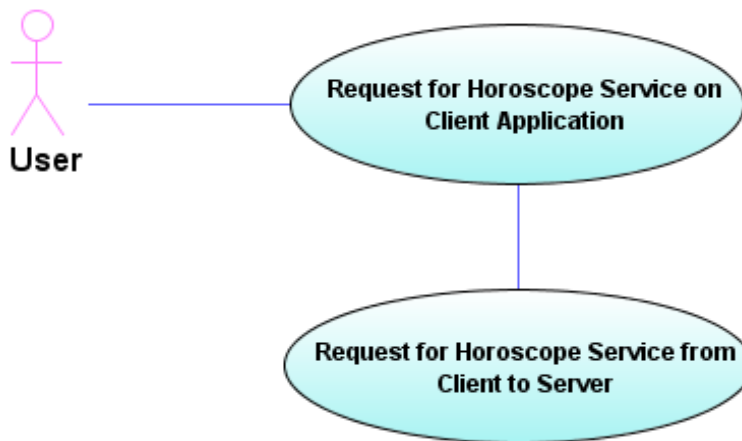 Request for Horoscope Service on
Client Application
User
Request for Horoscope Service from
Client to Server